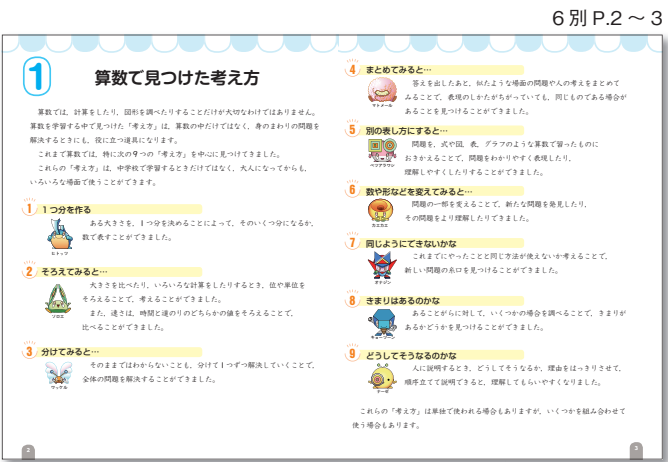 6別 P.2～3
1
算数で見つけた考え方
算数では，計算をしたり，図形を調べたりすることだけが大切なわけではありません。
算数を学習する中で見つけた「考え方」は，算数の中だけではなく，身のまわりの問題を
解決するときにも，役に立つ道具になります。
これまで算数では，特に次の9つの「考え方」を中心に見つけてきました。
これらの「考え方」は，中学校で学習するときだけではなく，大人になってからも，
いろいろな場面で使うことができます。
1 1つ分を作る
ある大きさを，1つ分を決めることによって，そのいくつ分になるか，
数で表すことができました。
ヒトッツ
2 そろえてみると…
大きさを比べたり，いろいろな計算をしたりするとき，位や単位を
そろえることで，考えることができました。
また，速さは，時間と道のりのどちらかの値をそろえることで，
比べることができました。
ソロエ
3 分けてみると…
そのままではわからないことも，分けて1つずつ解決していくことで，
全体の問題を解決することができました。
ワッケル
2
4 まとめてみると…
答えを出したあと，似たような場面の問題や人の考えをまとめて
みることで，表現のしかたがちがっていても，同じものである場合が
あることを見つけることができました。
マトメール
5 別の表し方にすると…
問題を，式や図，表，グラフのような算数で習ったものに
おきかえることで，問題をわかりやすく表現したり，
理解しやすくしたりすることができました。
ベツアラワシ
6 数や形などを変えてみると…
問題の一部を変えることで，新たな問題を発見したり，
その問題をより理解したりできました。
カエカエ
7 同じようにできないかな
これまでにやったことと同じ方法が使えないか考えることで，
新しい問題の糸口を見つけることができました。
オナジン
8 きまりはあるのかな
あることがらに対して，いくつかの場合を調べることで，きまりが
あるかどうかを見つけることができました。
9 どうしてそうなるのかな
人に説明するとき，どうしてそうなるか，理由をはっきりさせて，
順序立てて説明できると，理解してもらいやすくなりました。
ナーゼ
これらの「考え方」は単独で使われる場合もありますが，いくつかを組み合わせて
使う場合もあります。
3